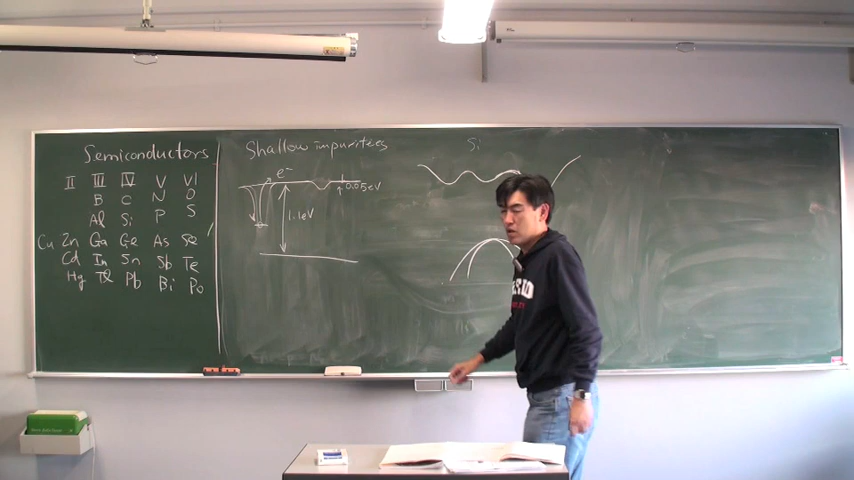 Semiconductors
II III IV V VI
B C N O
Al Si P S
Cu Zn Ga Ge As Se
Cd In Sn Sb Te
Hg Tl Pb Bi Po
Shallow impurities
e⁻
0.05eV
1.1eV
Si